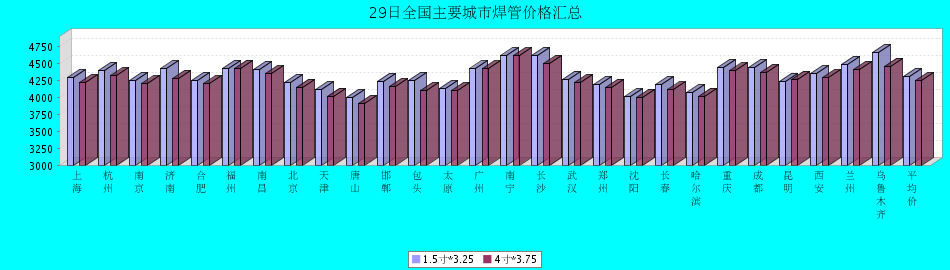 29日全国主要城市焊管价格汇总
4750
4500
4250
4000
3750
3500
3250
3000
上海
杭州
南京
济南
合肥
福州
南昌
北京
天津
唐山
邯郸
包头
太原
广州
南宁
长沙
武汉
郑州
沈阳
长春
哈尔滨
重庆
成都
昆明
西安
兰州
乌鲁木齐
平均价
1.5寸*3.25 4寸*3.75